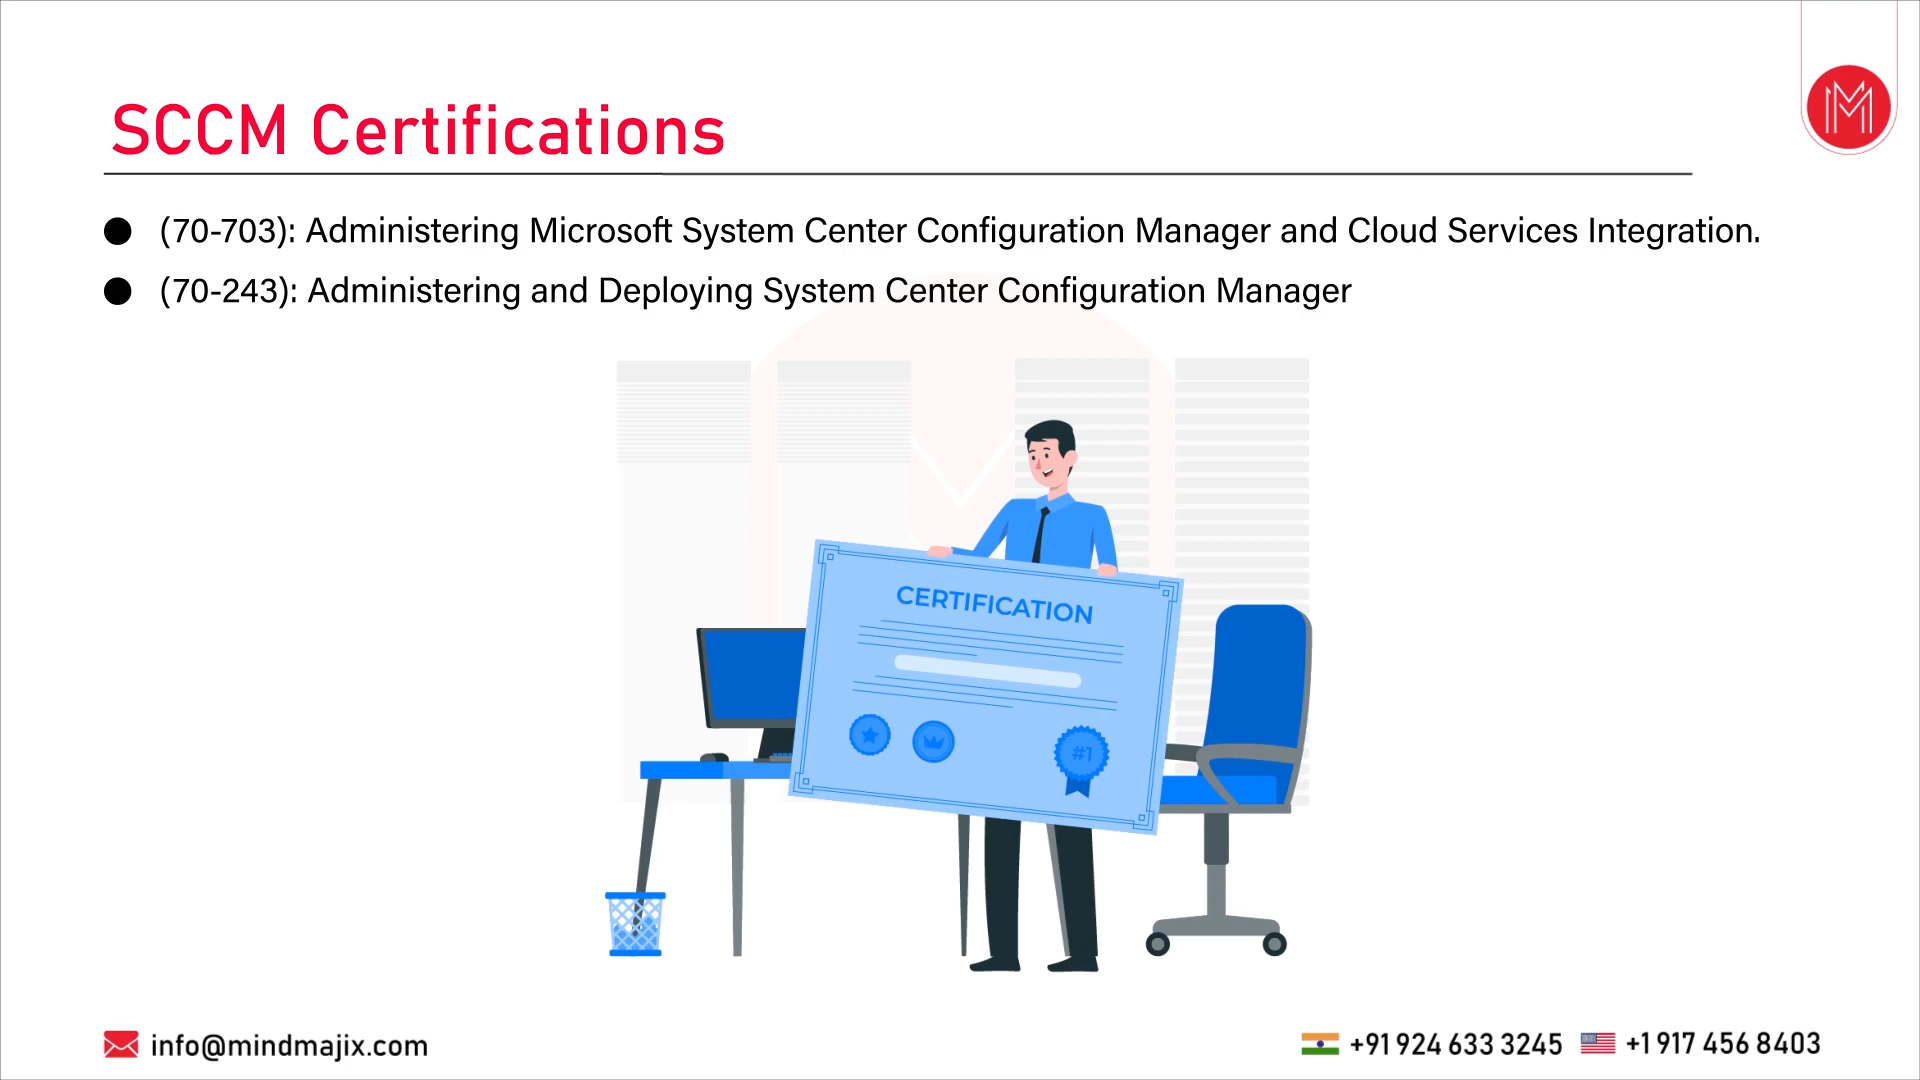 SCCM Certifications
(70-703): Administering Microsoft System Center Configuration Manager and Cloud Services Integration.
(70-243): Administering and Deploying System Center Configuration Manager
CERTIFICATION
#1
info@mindmajix.com
+91 924 633 3245
+1 917 456 8403